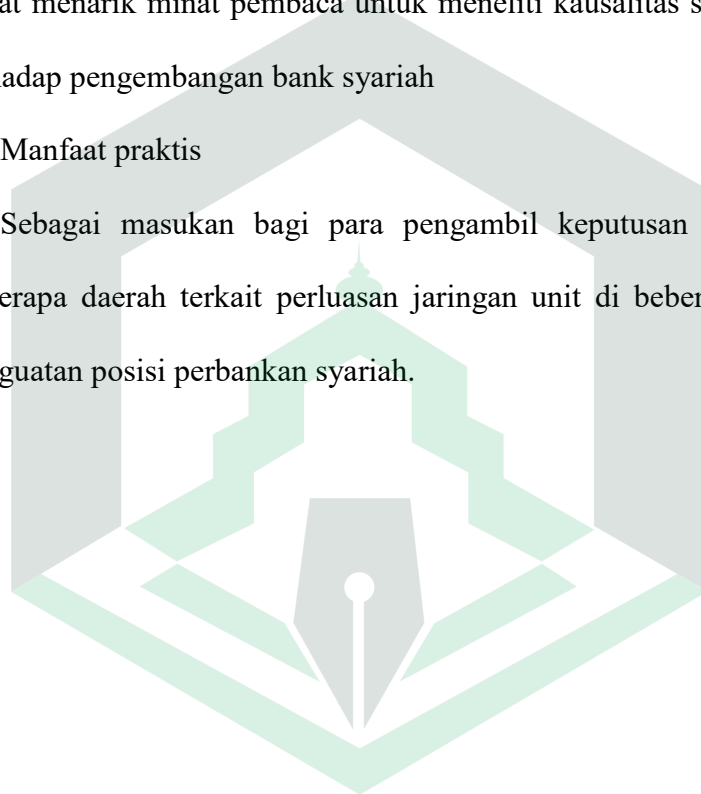 at menarik minat pembaca untuk meneliti kausalitas s
adap pengembangan bank syariah
Manfaat praktis
Sebagai masukan bagi para pengambil keputusan
erapa daerah terkait perluasan jaringan unit di beber
guatan posisi perbankan syariah.